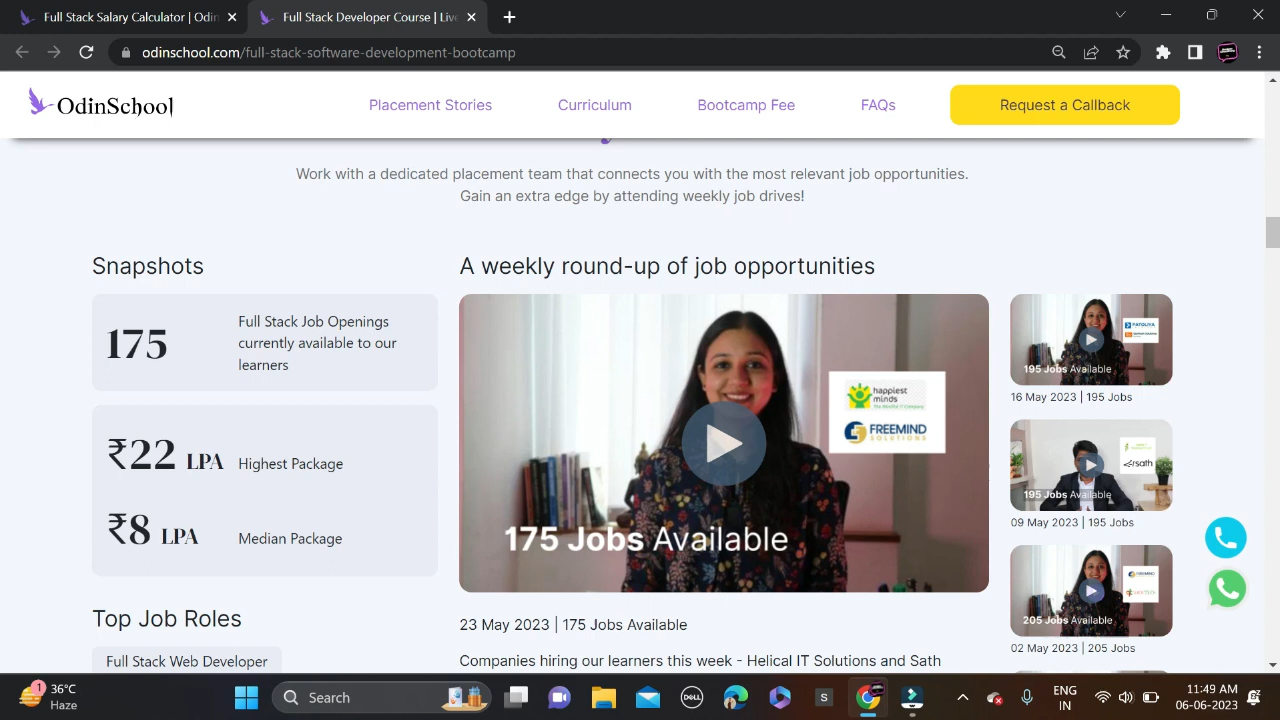 Full Stack Salary Calculator | Odin
Full Stack Developer Course | Live
odinschool.com/full-stack-software-development-bootcamp
OdinSchool
Placement Stories
Curriculum
Bootcamp Fee
FAQs
Request a Callback
Work with a dedicated placement team that connects you with the most relevant job opportunities.
Gain an extra edge by attending weekly job drives!
Snapshots
175
Full Stack Job Openings
currently available to our
learners
₹22 LPA
Highest Package
₹8 LPA
Median Package
Top Job Roles
Full Stack Web Developer
A weekly round-up of job opportunities
happiest
minds
The Mindful IT Company
FREEMIND
SOLUTIONS
175 Jobs Available
23 May 2023 | 175 Jobs Available
Companies hiring our learners this week - Helical IT Solutions and Sath
195 Jobs Available
16 May 2023 | 195 Jobs
195 Jobs Available
09 May 2023 | 195 Jobs
FREEMIND
205 Jobs Available
02 May 2023 | 205 Jobs
1
36°C
Haze
Search
DELL
S
ENG
IN
11:49 AM
06-06-2023